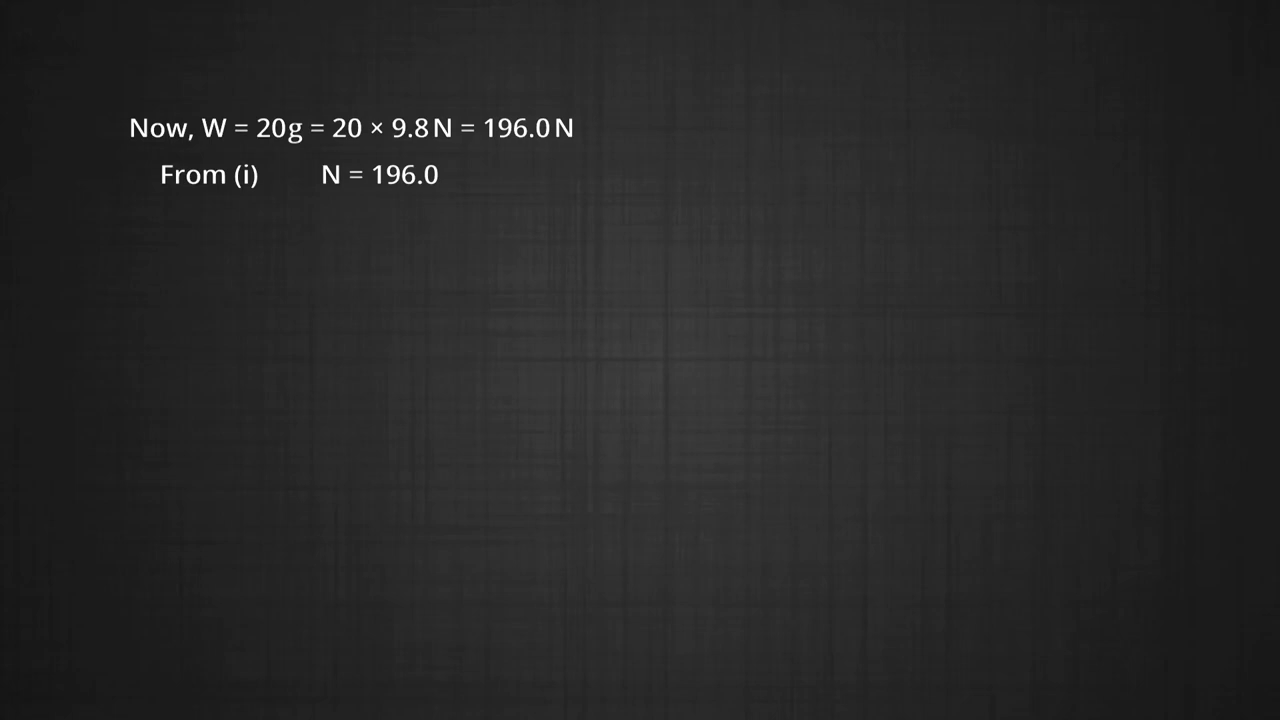 Now, W = 20g = 20 × 9.8 N = 196.0 N
From (i) N = 196.0